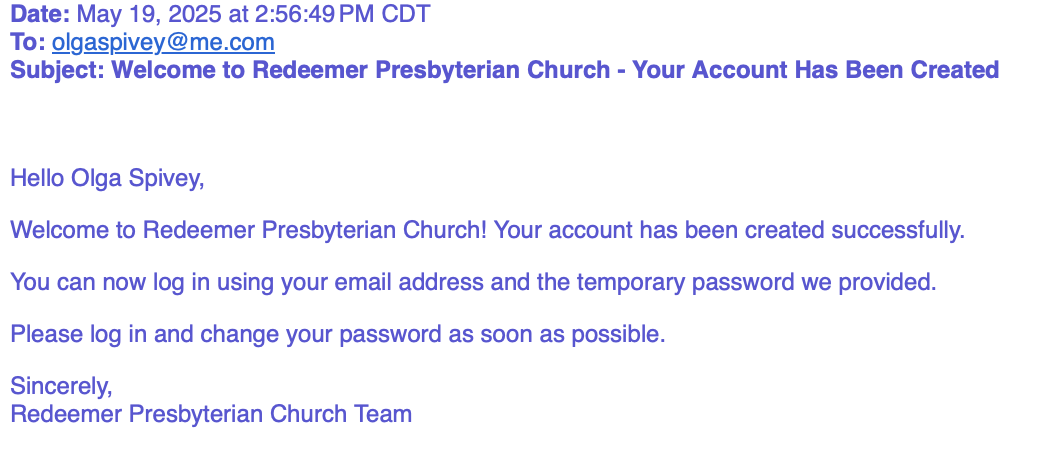 Date: May 19, 2025 at 2:56:49 PM CDT
To: olgaspivey@me.com
Subject: Welcome to Redeemer Presbyterian Church - Your Account Has Been Created
Hello Olga Spivey,
Welcome to Redeemer Presbyterian Church! Your account has been created successfully.
You can now log in using your email address and the temporary password we provided.
Please log in and change your password as soon as possible.
Sincerely,
Redeemer Presbyterian Church Team